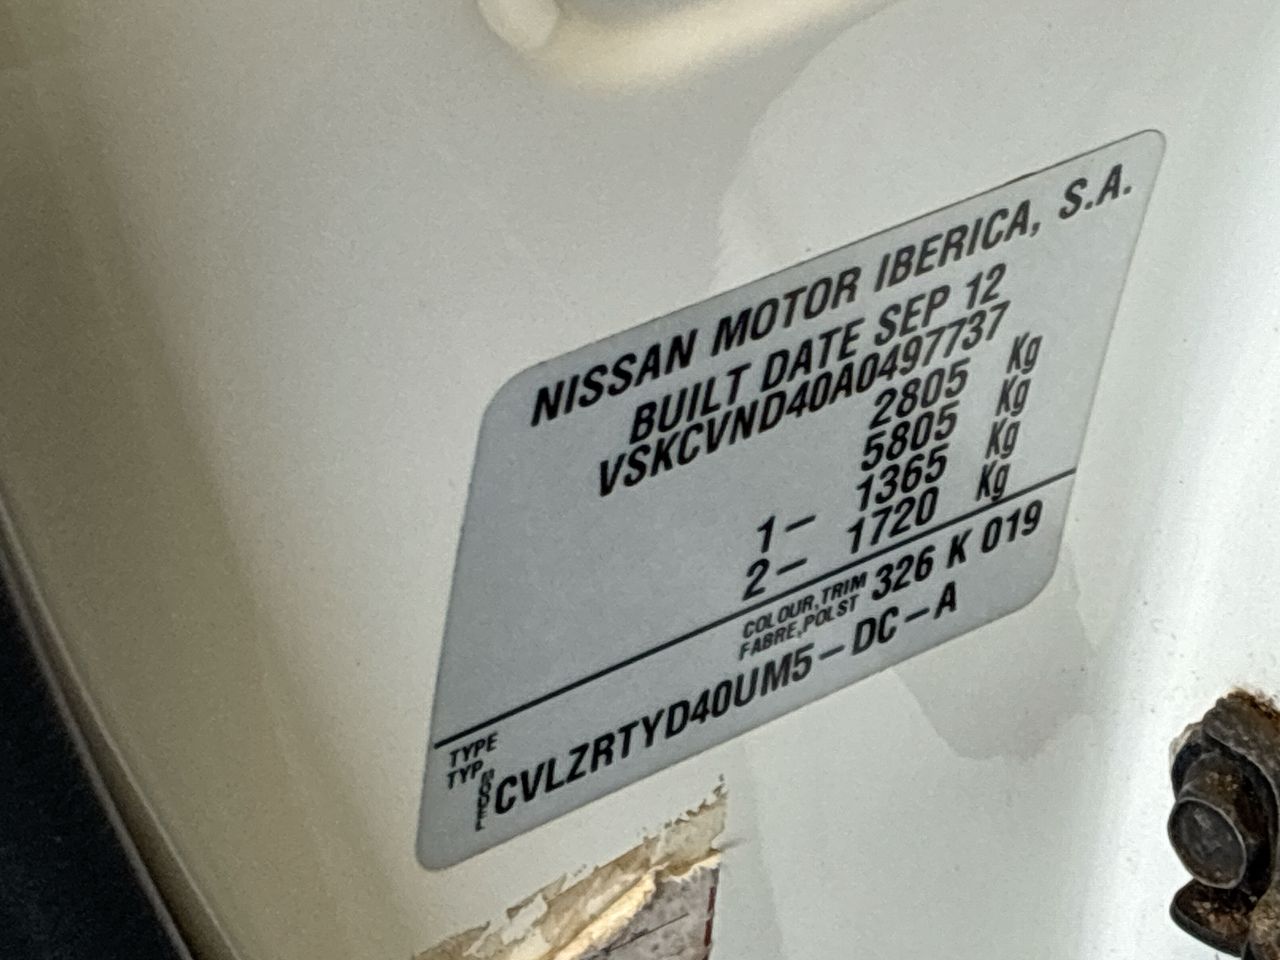 NISSAN MOTOR IBERICA, S.A.
BUILT DATE SEP 12
VSKCVND40A0497737
2805 Kg
5805 Kg
1– 1365 Kg
2– 1720 Kg
COLOUR,TRIM
FABRE,POLST
326 K 019
TYPE
TYP
MODEL
CVLZRTYD40UM5–DC–A